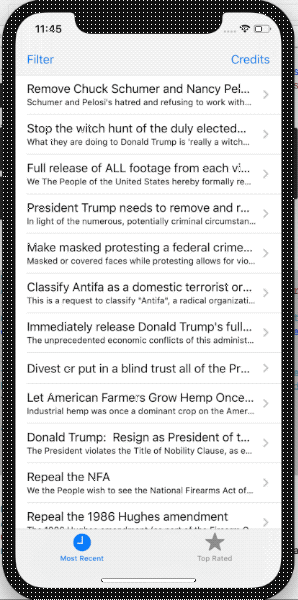 11:45
Filter Credits
Remove Chuck Schumer and Nancy Pel...
Schumer and Pelosi's hatred and refusing to work with...
Stop the witch hunt of the duly elected...
What they are doing to Donald Trump is 'really a witch...
Full release of ALL footage from each vi...
We The People of the United States hereby formally re...
President Trump needs to remove and r...
In light of the numerous, potentially criminal circumstan...
Make masked protesting a federal crime...
Masked or covered faces while protesting allows for vio...
Classify Antifa as a domestic terrorist or...
This is a request to classify "Antifa", a radical organizati...
Immediately release Donald Trump's full...
The unprecedented economic conflicts of this administ...
Divest or put in a blind trust all of the Pr...
Let American Farmers Grow Hemp Once...
Industrial hemp was once a dominant crop on the Amer...
Donald Trump: Resign as President of t...
The President violates the Title of Nobility Clause, as e...
Repeal the NFA
We the People wish to see the National Firearms Act of...
Repeal the 1986 Hughes amendment
Most Recent Top Rated